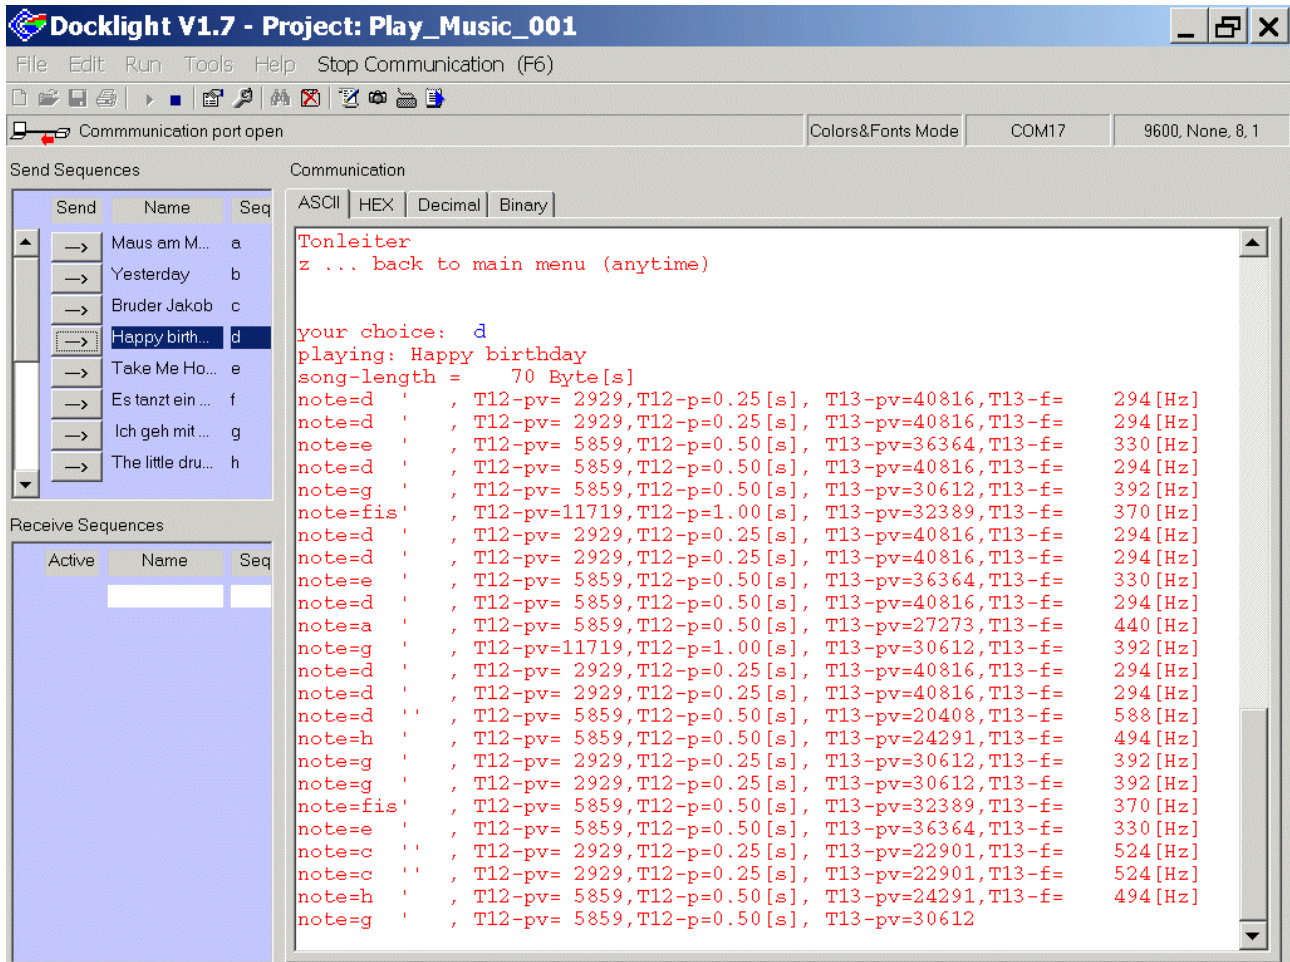 Docklight V1.7 - Project: Play_Music_001
File Edit Run Tools Help Stop Communication (F6)
Commmunication port open Colors&Fonts Mode COM17 9600, None, 8, 1
Send Sequences
Send Name Seq
Maus am M... a
Yesterday b
Bruder Jakob c
Happy birth... d
Take Me Ho... e
Es tanzt ein ... f
Ich geh mit ... g
The little dru... h
Receive Sequences
Active Name Seq
Communication
ASCII HEX Decimal Binary
Tonleiter
z ... back to main menu (anytime)
your choice: d
playing: Happy birthday
song-length = 70 Byte[s]
note=d ' , T12-pv= 2929,T12-p=0.25[s], T13-pv=40816,T13-f= 294[Hz]
note=d ' , T12-pv= 2929,T12-p=0.25[s], T13-pv=40816,T13-f= 294[Hz]
note=e ' , T12-pv= 5859,T12-p=0.50[s], T13-pv=36364,T13-f= 330[Hz]
note=d ' , T12-pv= 5859,T12-p=0.50[s], T13-pv=40816,T13-f= 294[Hz]
note=g ' , T12-pv= 5859,T12-p=0.50[s], T13-pv=30612,T13-f= 392[Hz]
note=fis' , T12-pv=11719,T12-p=1.00[s], T13-pv=32389,T13-f= 370[Hz]
note=d ' , T12-pv= 2929,T12-p=0.25[s], T13-pv=40816,T13-f= 294[Hz]
note=d ' , T12-pv= 2929,T12-p=0.25[s], T13-pv=40816,T13-f= 294[Hz]
note=e ' , T12-pv= 5859,T12-p=0.50[s], T13-pv=36364,T13-f= 330[Hz]
note=d ' , T12-pv= 5859,T12-p=0.50[s], T13-pv=40816,T13-f= 294[Hz]
note=a ' , T12-pv= 5859,T12-p=0.50[s], T13-pv=27273,T13-f= 440[Hz]
note=g ' , T12-pv=11719,T12-p=1.00[s], T13-pv=30612,T13-f= 392[Hz]
note=d ' , T12-pv= 2929,T12-p=0.25[s], T13-pv=40816,T13-f= 294[Hz]
note=d ' , T12-pv= 2929,T12-p=0.25[s], T13-pv=40816,T13-f= 294[Hz]
note=d '' , T12-pv= 5859,T12-p=0.50[s], T13-pv=20408,T13-f= 588[Hz]
note=h ' , T12-pv= 5859,T12-p=0.50[s], T13-pv=24291,T13-f= 494[Hz]
note=g ' , T12-pv= 2929,T12-p=0.25[s], T13-pv=30612,T13-f= 392[Hz]
note=g ' , T12-pv= 2929,T12-p=0.25[s], T13-pv=30612,T13-f= 392[Hz]
note=fis' , T12-pv= 5859,T12-p=0.50[s], T13-pv=32389,T13-f= 370[Hz]
note=e ' , T12-pv= 5859,T12-p=0.50[s], T13-pv=36364,T13-f= 330[Hz]
note=c '' , T12-pv= 2929,T12-p=0.25[s], T13-pv=22901,T13-f= 524[Hz]
note=c '' , T12-pv= 2929,T12-p=0.25[s], T13-pv=22901,T13-f= 524[Hz]
note=h ' , T12-pv= 5859,T12-p=0.50[s], T13-pv=24291,T13-f= 494[Hz]
note=g ' , T12-pv= 5859,T12-p=0.50[s], T13-pv=30612